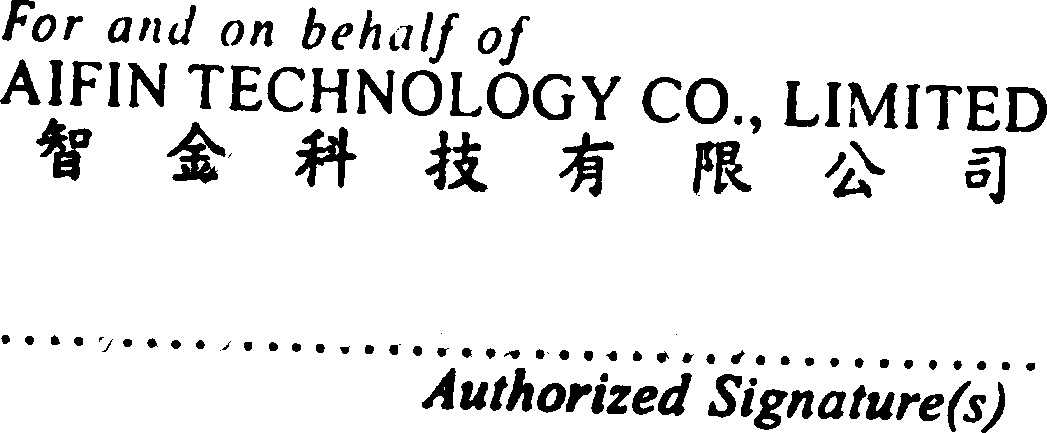 For and on behalf of
AIFIN TECHNOLOGY CO., LIMITED
智金科技有限公司
Authorized Signature(s)